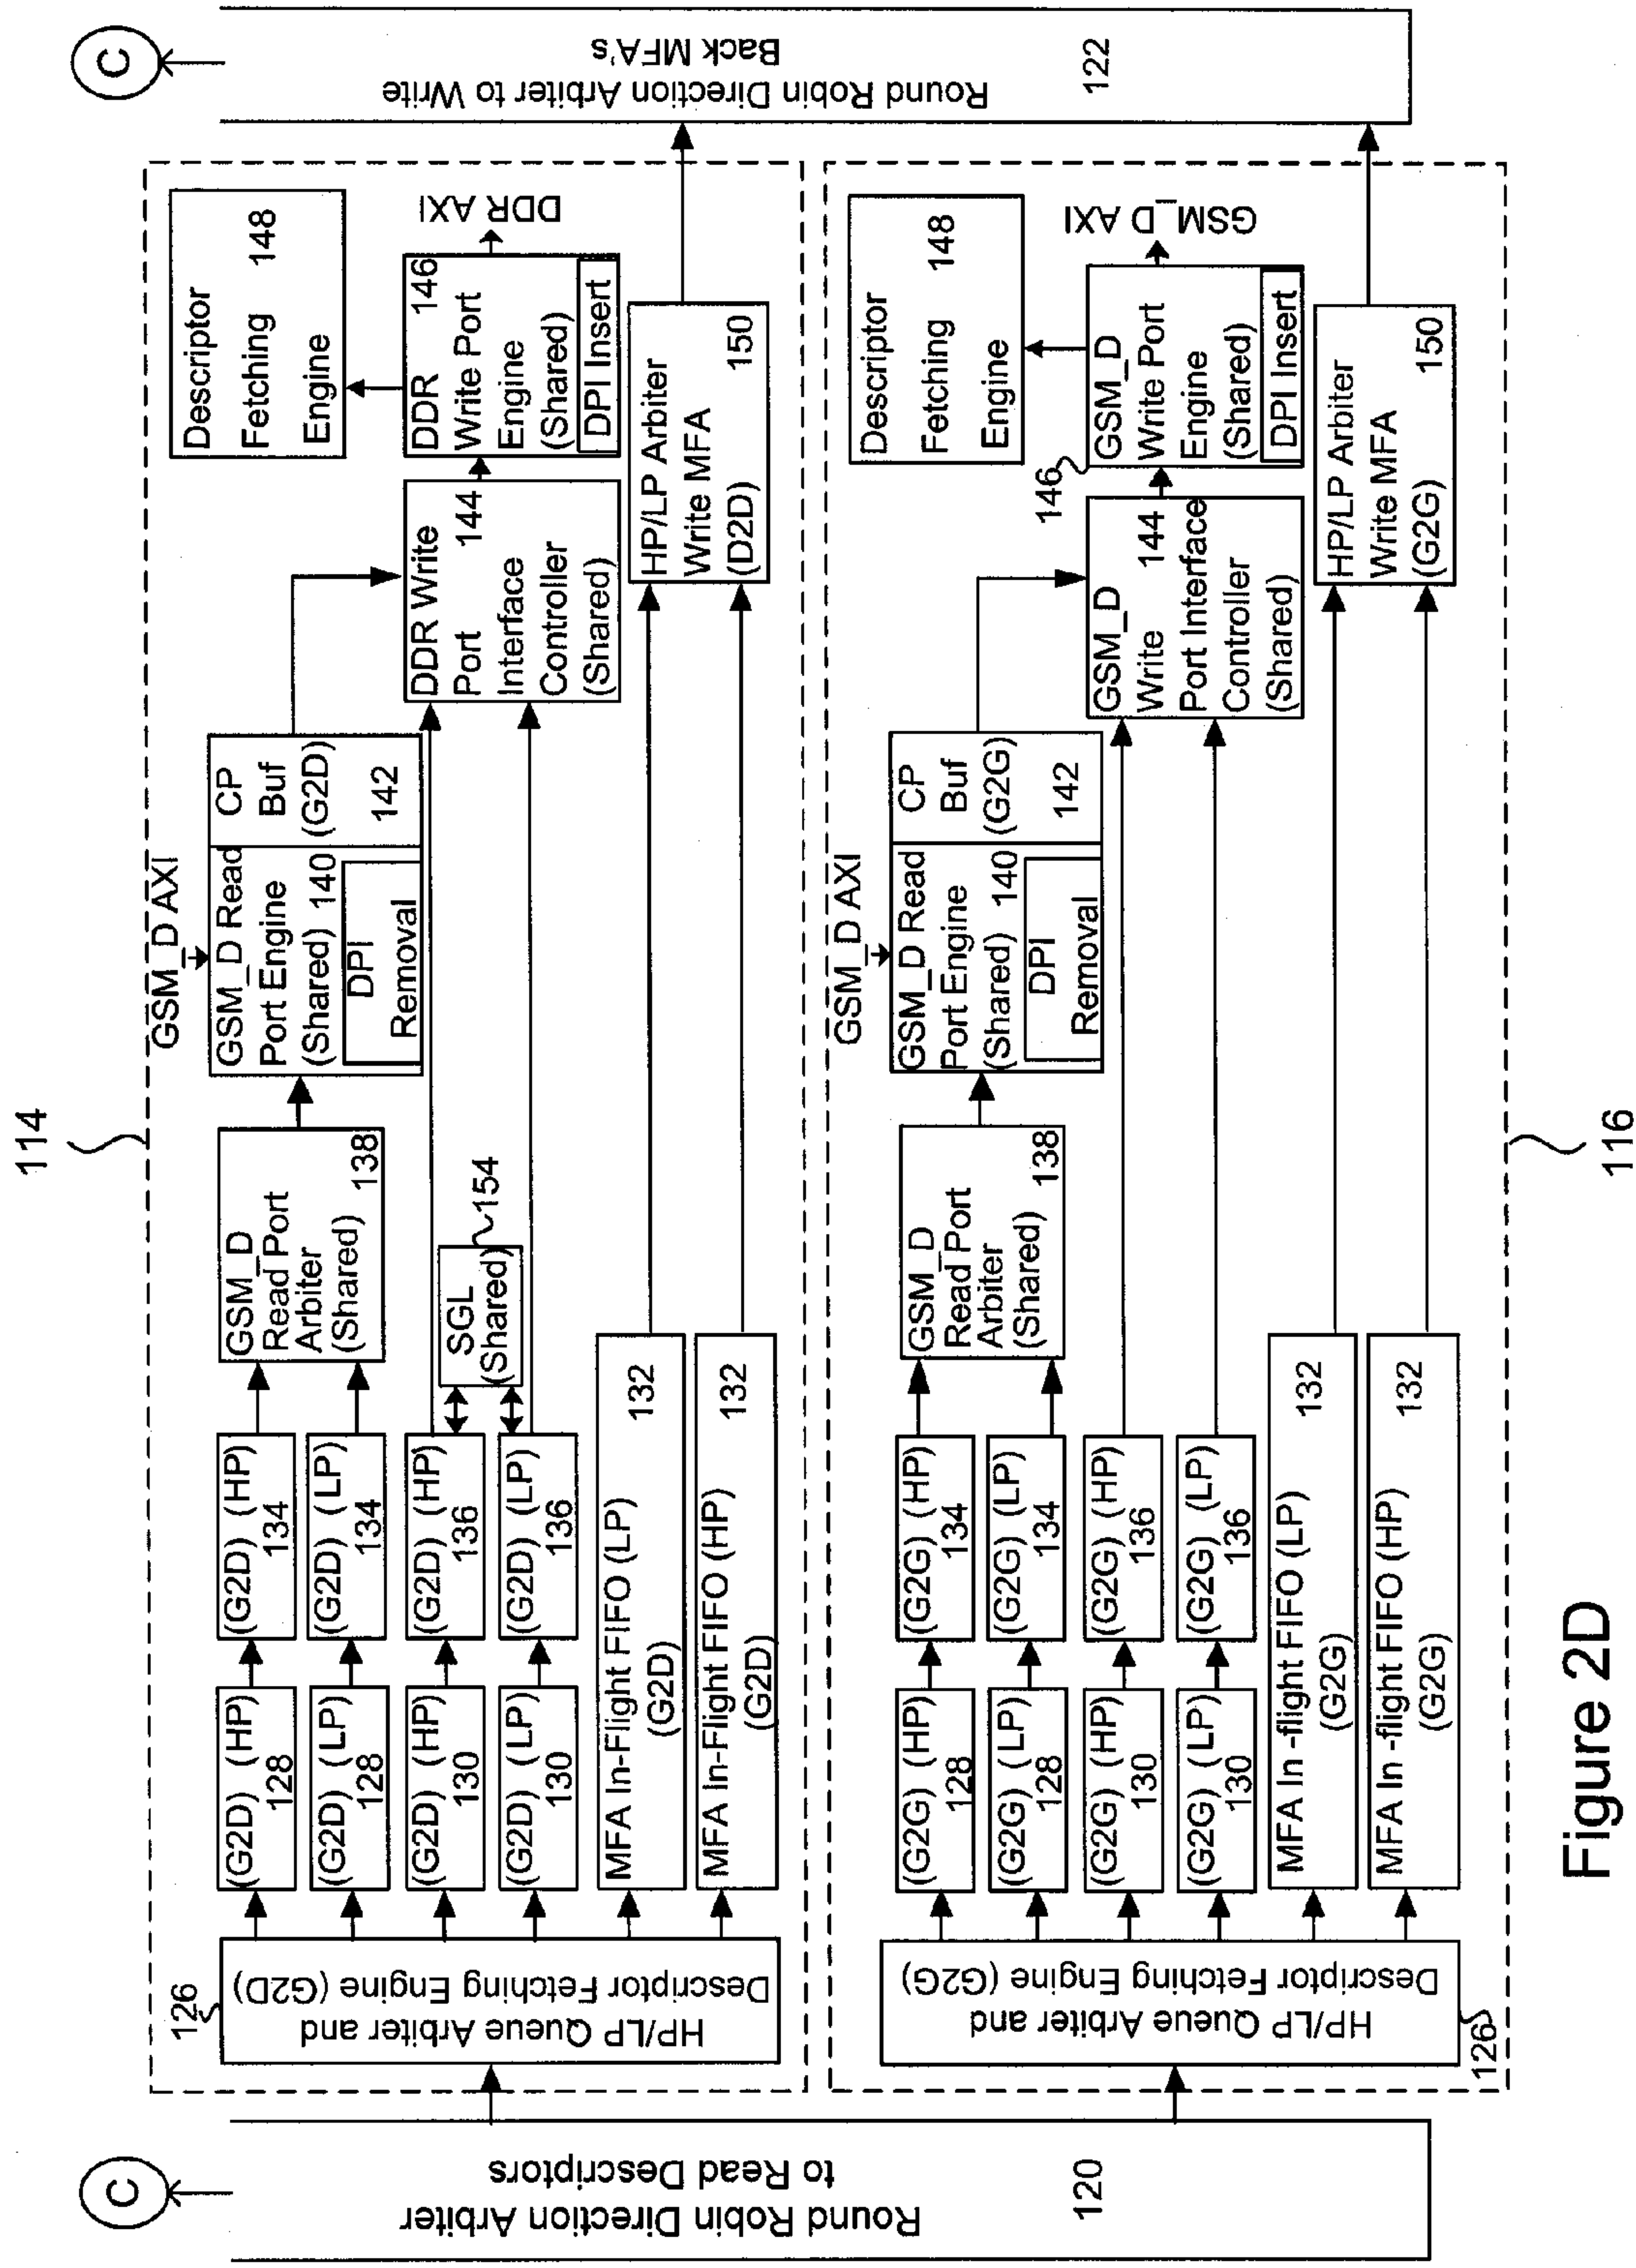 C
Round Robin Direction Arbiter
to Read Descriptors
120
114
126
HP/LP Queue Arbiter and
Descriptor Fetching Engine (G2D)
(G2D) (HP)
128
(G2D) (LP)
128
(G2D) (HP)
130
(G2D) (LP)
130
(G2D) (HP)
134
(G2D) (LP)
134
(G2D) (HP)
136
(G2D) (LP)
136
MFA In-Flight FIFO (LP)
132
(G2D)
MFA In-Flight FIFO (HP)
132
(G2D)
SGL
(Shared)
154
GSM_D
Read Port
Arbiter
(Shared)
138
GSM_D AXI
GSM_D Read
Port Engine
(Shared) 140
DPI
Removal
CP
Buf
(G2D)
142
DDR Write
Port 144
Interface
Controller
(Shared)
DDR 146
Write Port
Engine
(Shared)
DPI Insert
DDR AXI
Descriptor
Fetching 148
Engine
HP/LP Arbiter
Write MFA
(D2D) 150
126
HP/LP Queue Arbiter and
Descriptor Fetching Engine (G2G)
(G2G) (HP)
128
(G2G) (LP)
128
(G2G) (HP)
130
(G2G) (LP)
130
(G2G) (HP)
134
(G2G) (LP)
134
(G2G) (HP)
136
(G2G) (LP)
136
MFA In -flight FIFO (LP)
132
(G2G)
MFA In -flight FIFO (HP)
132
(G2G)
GSM_D
Read Port
Arbiter
(Shared) 138
GSM_D AXI
GSM_D Read
Port Engine
(Shared) 140
DPI
Removal
CP
Buf
(G2G)
142
GSM_D
Write 144
Port Interface
Controller
(Shared)
146
GSM_D
Write Port
Engine
(Shared)
DPI Insert
GSM_D AXI
Descriptor
Fetching 148
Engine
HP/LP Arbiter
Write MFA
(G2G) 150
116
C
Round Robin Direction Arbiter to Write
Back MFA's
122
Figure 2D